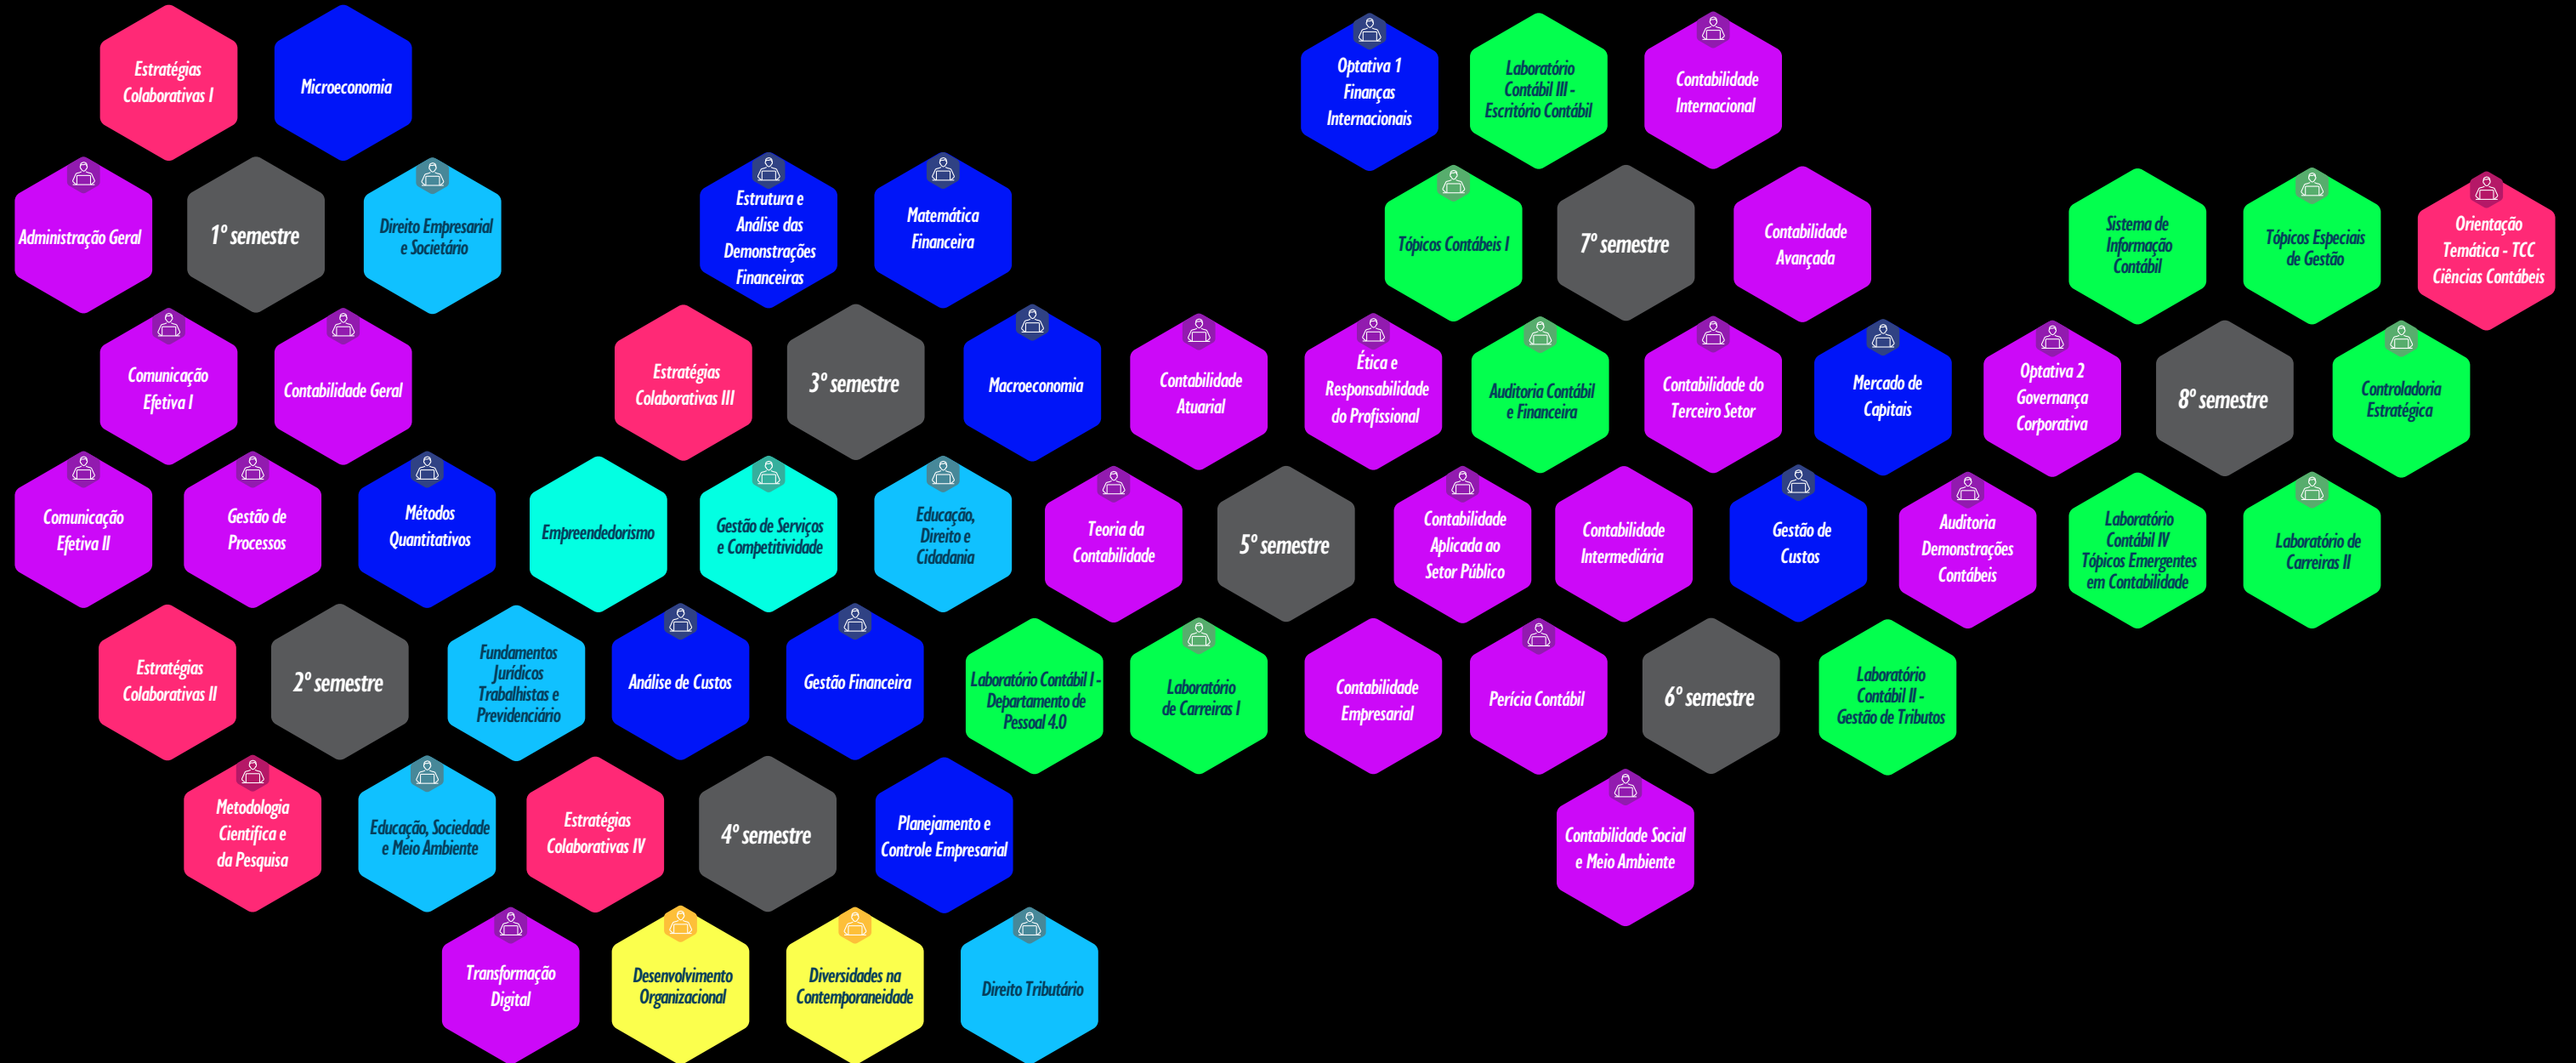 Estratégias
Colaborativas I
Microeconomia
Administração Geral
1º semestre
Direito Empresarial
e Societário
Comunicação
Efetiva I
Contabilidade Geral
Comunicação
Efetiva II
Gestão de
Processos
Métodos
Quantitativos
Estratégias
Colaborativas II
2º semestre
Fundamentos
Jurídicos
Trabalhistas e
Previdenciário
Metodologia
Científica e
da Pesquisa
Educação, Sociedade
e Meio Ambiente
Estrutura e
Análise das
Demonstrações
Financeiras
Matemática
Financeira
Estratégias
Colaborativas III
3º semestre
Macroeconomia
Empreendedorismo
Gestão de Serviços
e Competitividade
Educação,
Direito e
Cidadania
Análise de Custos
Gestão Financeira
Estratégias
Colaborativas IV
4º semestre
Planejamento e
Controle Empresarial
Transformação
Digital
Desenvolvimento
Organizacional
Diversidades na
Contemporaneidade
Direito Tributário
Contabilidade
Atuarial
Ética e
Responsabilidade
do Profissional
Teoria da
Contabilidade
5º semestre
Contabilidade
Aplicada ao
Setor Público
Laboratório Contábil I -
Departamento de
Pessoal 4.0
Laboratório
de Carreiras I
Contabilidade
Empresarial
Contabilidade
Intermediária
Gestão de
Custos
Perícia Contábil
6º semestre
Laboratório
Contábil II -
Gestão de Tributos
Contabilidade Social
e Meio Ambiente
Optativa 1
Finanças
Internacionais
Laboratório
Contábil III -
Escritório Contábil
Contabilidade
Internacional
Tópicos Contábeis I
7º semestre
Contabilidade
Avançada
Auditoria Contábil
e Financeira
Contabilidade do
Terceiro Setor
Mercado de
Capitais
Sistema de
Informação
Contábil
Tópicos Especiais
de Gestão
Orientação
Temática - TCC
Ciências Contábeis
Optativa 2
Governança
Corporativa
8º semestre
Controladoria
Estratégica
Auditoria
Demonstrações
Contábeis
Laboratório
Contábil IV
Tópicos Emergentes
em Contabilidade
Laboratório de
Carreiras II